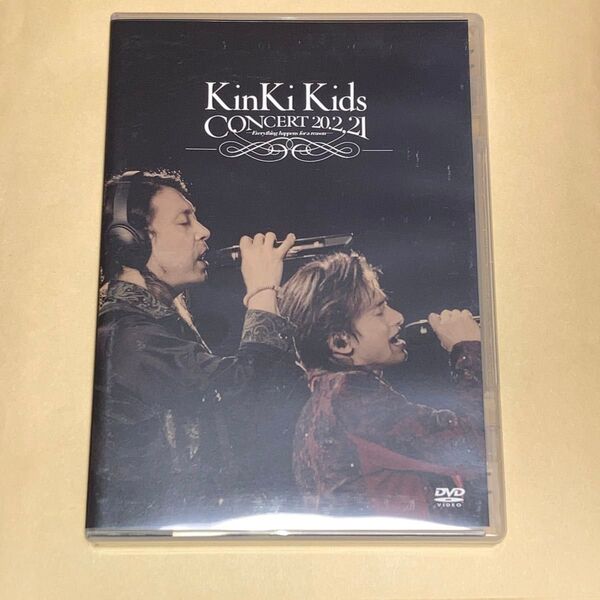 KinKi Kids
CONCERT 20.2.21
—Everything happens for a reason—
DVD
VIDEO